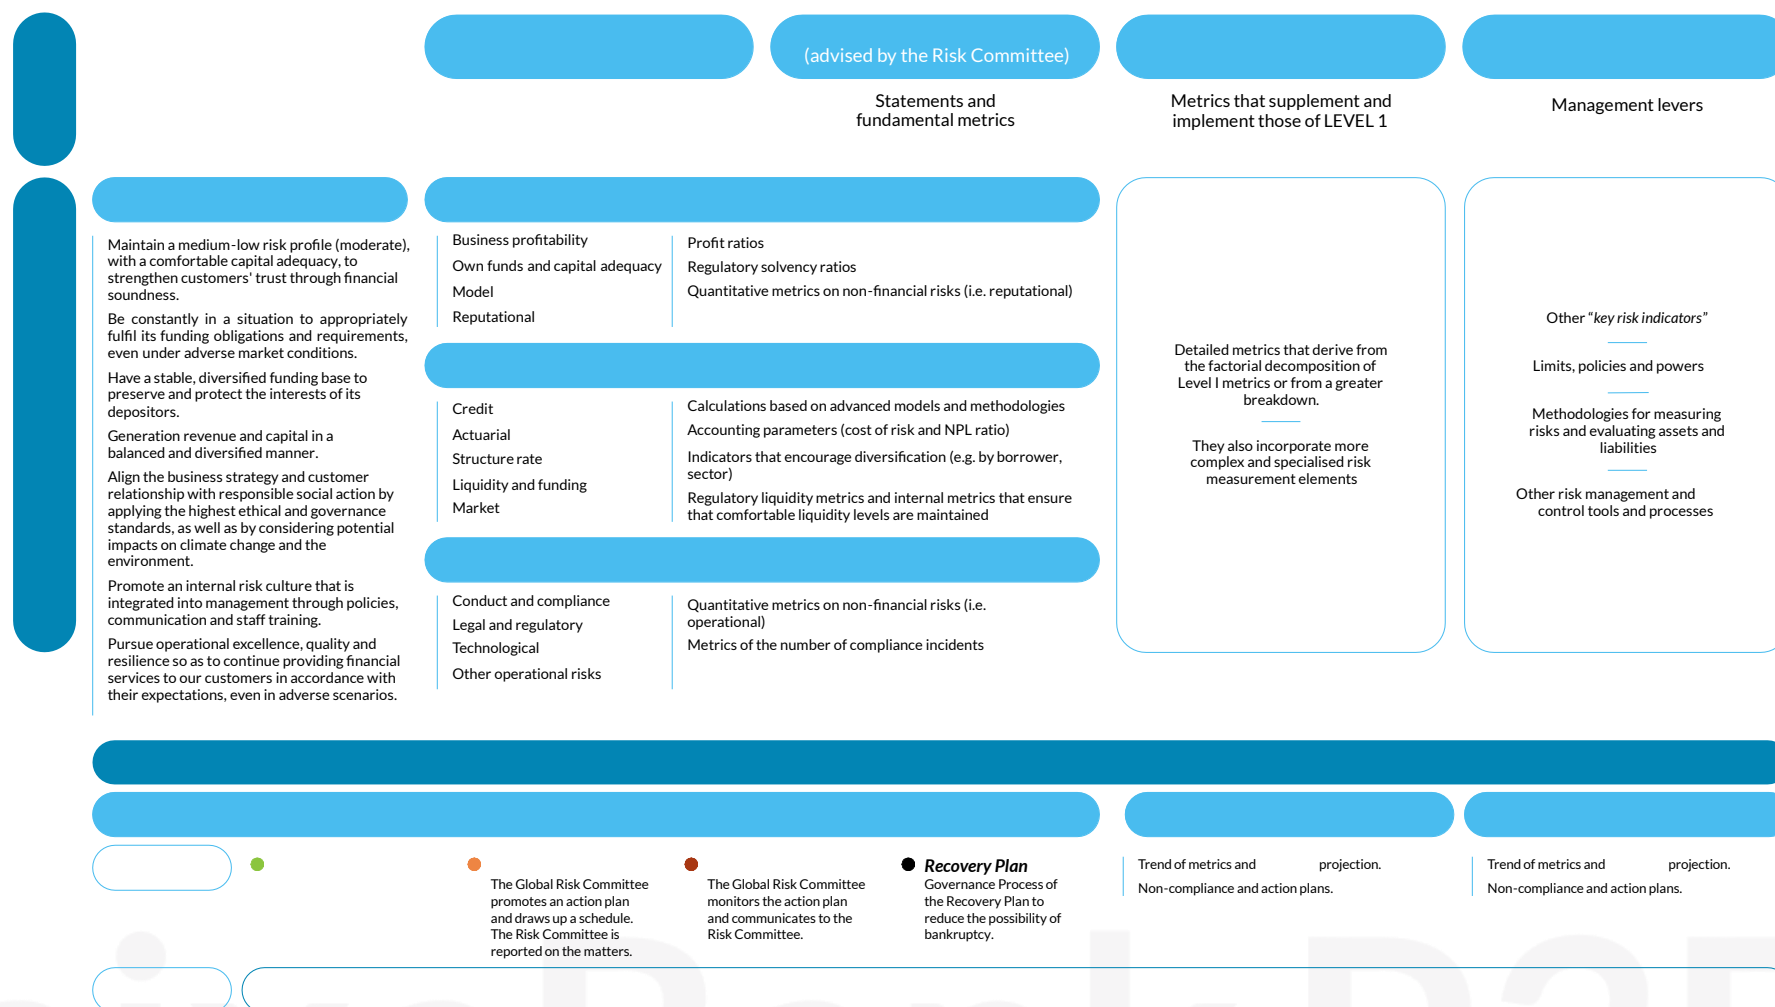 (advised by the Risk Committee)
Statements and
fundamental metrics
Metrics that supplement and
implement those of LEVEL 1
Management levers
Maintain a medium-low risk profile (moderate),
with a comfortable capital adequacy, to
strengthen customers' trust through financial
soundness.
Be constantly in a situation to appropriately
fulfil its funding obligations and requirements,
even under adverse market conditions.
Have a stable, diversified funding base to
preserve and protect the interests of its
depositors.
Generation revenue and capital in a
balanced and diversified manner.
Align the business strategy and customer
relationship with responsible social action by
applying the highest ethical and governance
standards, as well as by considering potential
impacts on climate change and the
environment.
Promote an internal risk culture that is
integrated into management through policies,
communication and staff training.
Pursue operational excellence, quality and
resilience so as to continue providing financial
services to our customers in accordance with
their expectations, even in adverse scenarios.
Business profitability
Own funds and capital adequacy
Model
Reputational
Profit ratios
Regulatory solvency ratios
Quantitative metrics on non-financial risks (i.e. reputational)
Credit
Actuarial
Structure rate
Liquidity and funding
Market
Calculations based on advanced models and methodologies
Accounting parameters (cost of risk and NPL ratio)
Indicators that encourage diversification (e.g. by borrower,
sector)
Regulatory liquidity metrics and internal metrics that ensure
that comfortable liquidity levels are maintained
Conduct and compliance
Legal and regulatory
Technological
Other operational risks
Quantitative metrics on non-financial risks (i.e.
operational)
Metrics of the number of compliance incidents
Detailed metrics that derive from
the factorial decomposition of
Level I metrics or from a greater
breakdown.
They also incorporate more
complex and specialised risk
measurement elements
Other “key risk indicators”
Limits, policies and powers
Methodologies for measuring
risks and evaluating assets and
liabilities
Other risk management and
control tools and processes
The Global Risk Committee
promotes an action plan
and draws up a schedule.
The Risk Committee is
reported on the matters.
The Global Risk Committee
monitors the action plan
and communicates to the
Risk Committee.
Recovery Plan
Governance Process of
the Recovery Plan to
reduce the possibility of
bankruptcy.
Trend of metrics and projection.
Non-compliance and action plans.
Trend of metrics and projection.
Non-compliance and action plans.